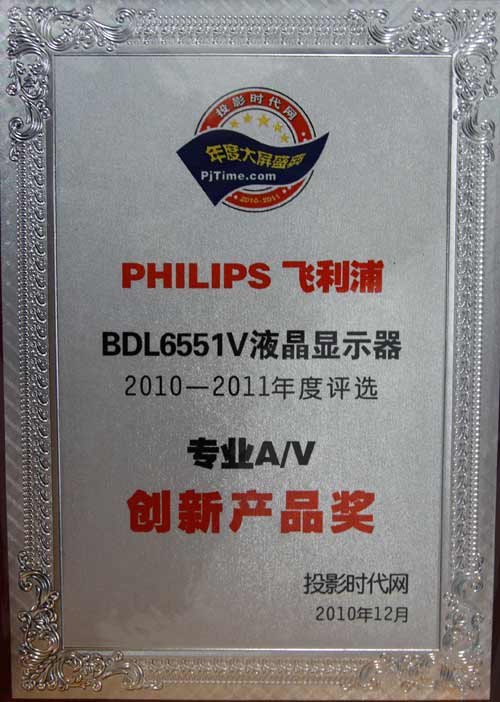 投影时代网
年度大屏盛典
PjTime.com
2010-2011
PHILIPS 飞利浦
BDL6551V液晶显示器
2010—2011年度评选
专业A/V
创新产品奖
投影时代网
2010年12月